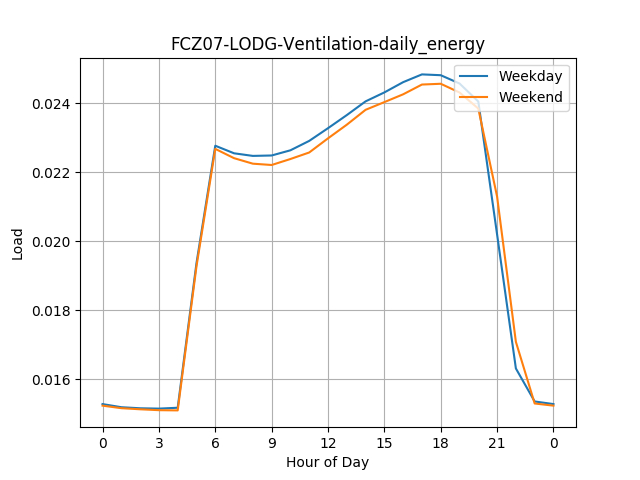 FCZ07-LODG-Ventilation-daily_energy
Weekday
Weekend
0.024
0.022
0.020
0.018
0.016
Load
0 3 6 9 12 15 18 21 0
Hour of Day